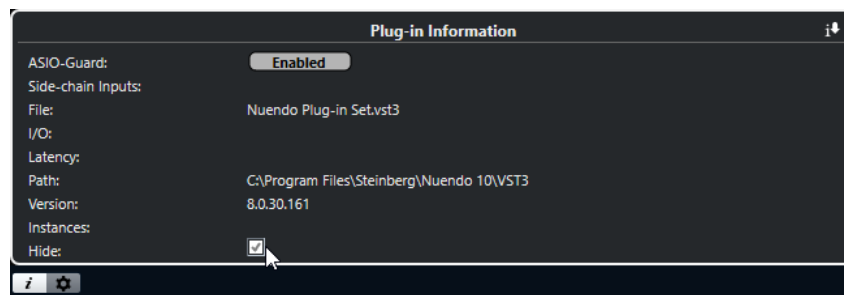 Plug-in Information
ASIO-Guard: Enabled
Side-chain Inputs:
File: Nuendo Plug-in Set.vst3
I/O:
Latency:
Path: C:\Program Files\Steinberg\Nuendo 10\VST3
Version: 8.0.30.161
Instances:
Hide: